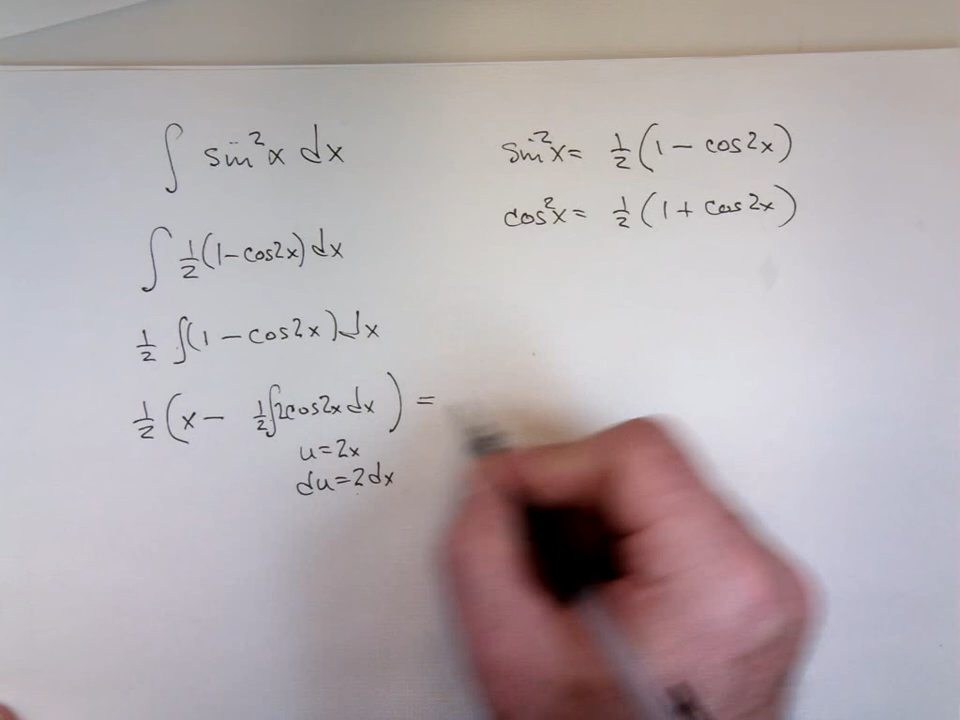 ∫ sin²x dx
∫ ½(1-cos2x) dx
½ ∫(1 - cos2x) dx
½ (x - ½∫2cos2x dx) =
u=2x
du=2dx
sin²x = ½(1 - cos2x)
cos²x = ½(1 + cos2x)